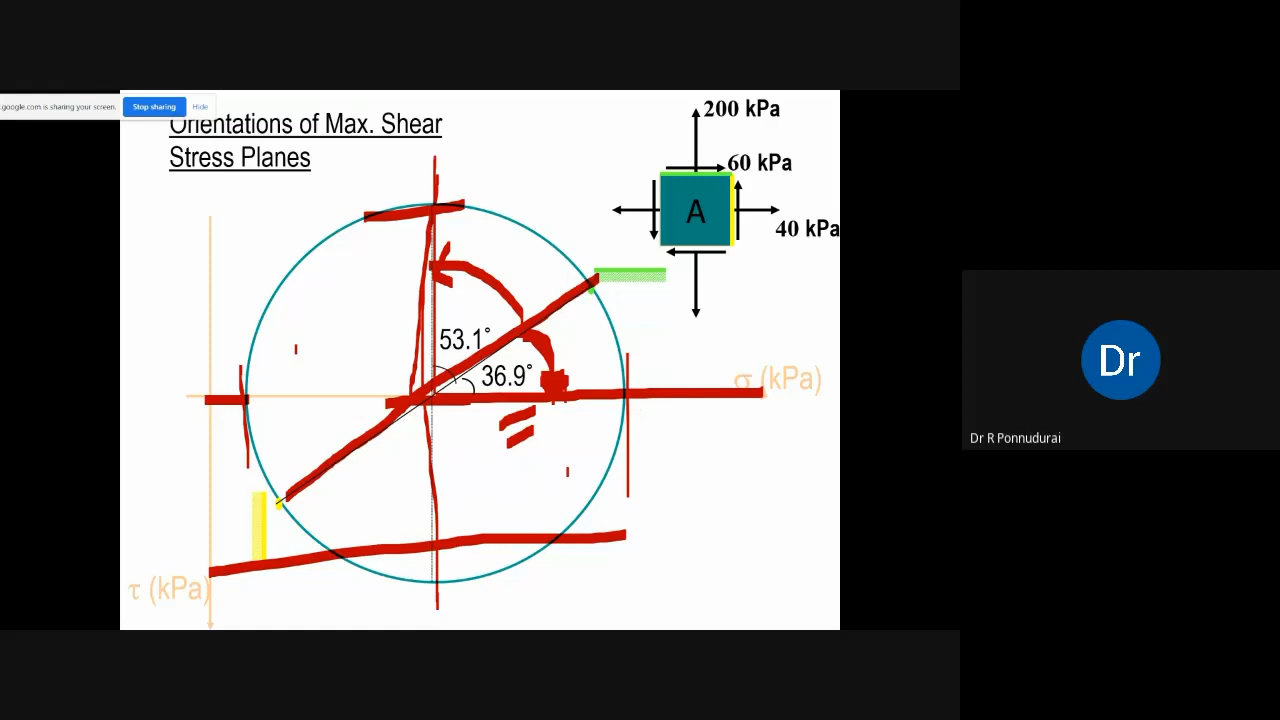 .google.com is sharing your screen.
Stop sharing
Hide
Orientations of Max. Shear
Stress Planes
200 kPa
60 kPa
A
40 kPa
53.1°
36.9°
σ (kPa)
τ (kPa)
Dr
Dr R Ponnudurai